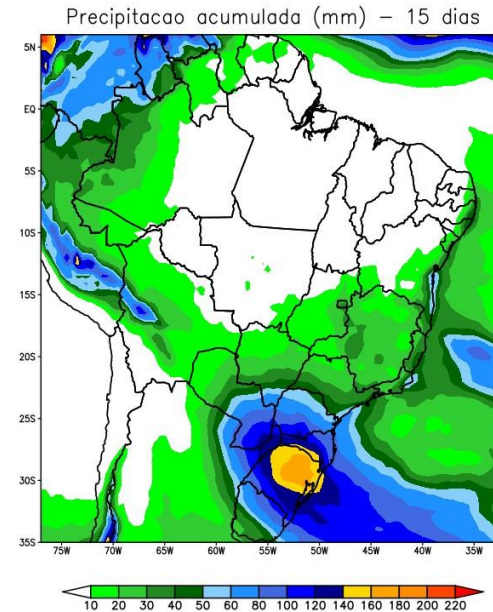 Precipitacao acumulada (mm) – 15 dias
5N
EQ
5S
10S
15S
20S
25S
30S
35S
75W 70W 65W 60W 55W 50W 45W 40W 35W
10 20 30 40 50 60 80 100 120 140 160 180 200 220